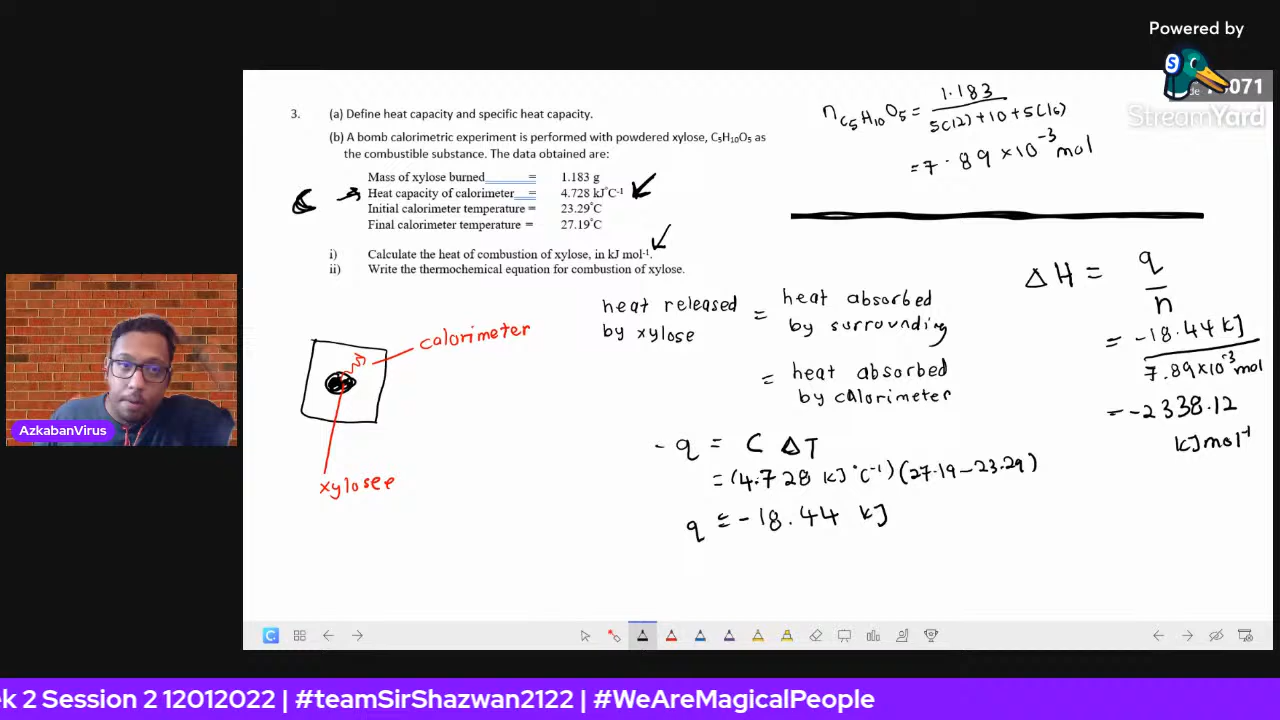 Powered by
StreamYard
071
3. (a) Define heat capacity and specific heat capacity.
(b) A bomb calorimetric experiment is performed with powdered xylose, C₅H₁₀O₅ as
the combustible substance. The data obtained are:
Mass of xylose burned = 1.183 g
Heat capacity of calorimeter = 4.728 kJ°C⁻¹
Initial calorimeter temperature = 23.29°C
Final calorimeter temperature = 27.19°C
i) Calculate the heat of combustion of xylose, in kJ mol⁻¹.
ii) Write the thermochemical equation for combustion of xylose.
n C₅H₁₀O₅ = 1.183 / 5(12)+10+5(16)
= 7.89 × 10⁻³ mol
calorimeter
xylosee
heat released by xylose = heat absorbed by surrounding
= heat absorbed by calorimeter
-q = C ΔT
= (4.728 kJ °C⁻¹)(27.19 – 23.29)
q = -18.44 kJ
ΔH = q / n
= -18.44 kJ / 7.89×10⁻³ mol
= -2338.12
kJ mol⁻¹
AzkabanVirus
k 2 Session 2 12012022 | #teamSirShazwan2122 | #WeAreMagicalPeople